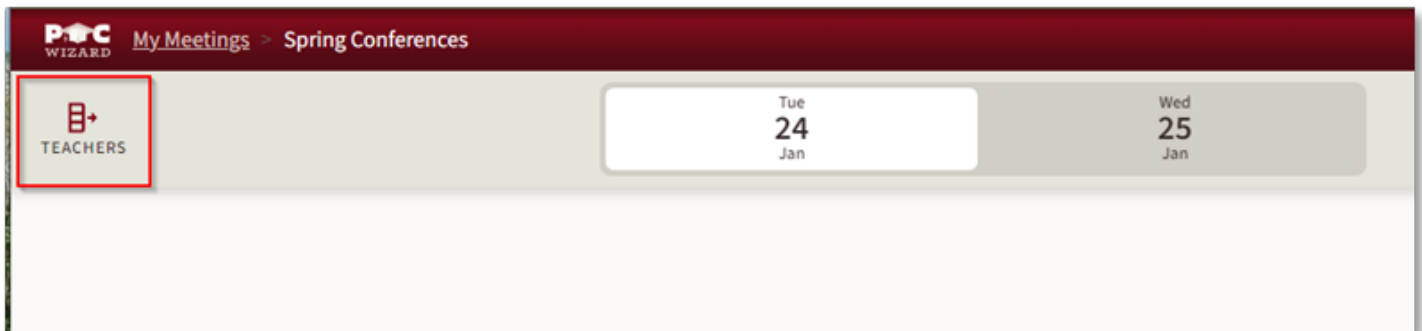 PTC
WIZARD
My Meetings > Spring Conferences
TEACHERS
Tue
24
Jan
Wed
25
Jan